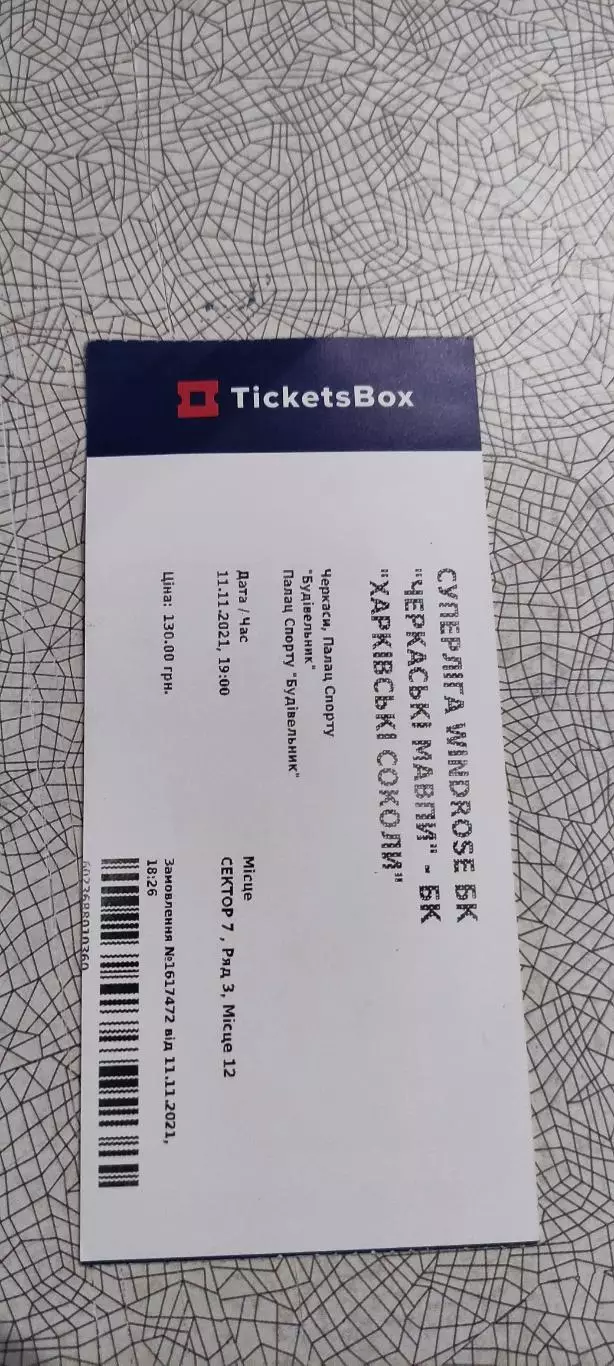 TicketsBox
СУПЕРЛІГА WINDROSE БК
"ЧЕРКАСЬКІ МАВПИ" - БК
"ХАРКІВСЬКІ СОКОЛИ"
Черкаси, Палац Спорту
"Будівельник"
Палац Спорту "Будівельник"
Дата / Час
11.11.2021, 19:00
Ціна: 130.00 грн.
Місце
СЕКТОР 7 , Ряд 3, Місце 12
Замовлення №1617472 від 11.11.2021,
18:26